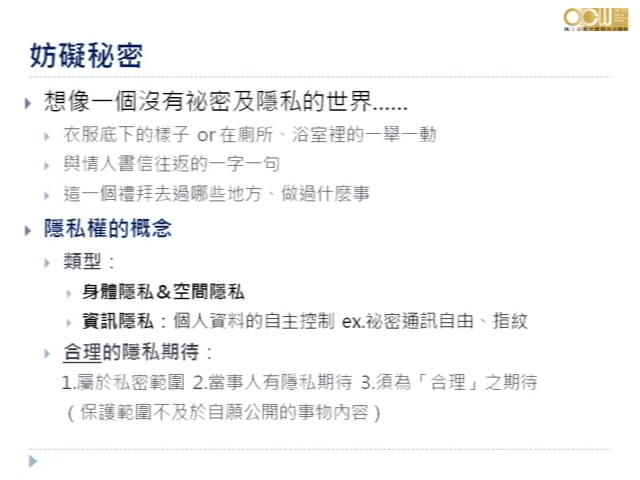 OCW
妨礙秘密
想像一個沒有祕密及隱私的世界……
衣服底下的樣子 or 在廁所、浴室裡的一舉一動
與情人書信往返的一字一句
這一個禮拜去過哪些地方、做過什麼事
隱私權的概念
類型：
身體隱私＆空間隱私
資訊隱私：個人資料的自主控制 ex.祕密通訊自由、指紋
合理的隱私期待：
1.屬於私密範圍 2.當事人有隱私期待 3.須為「合理」之期待
（保護範圍不及於自願公開的事物內容）